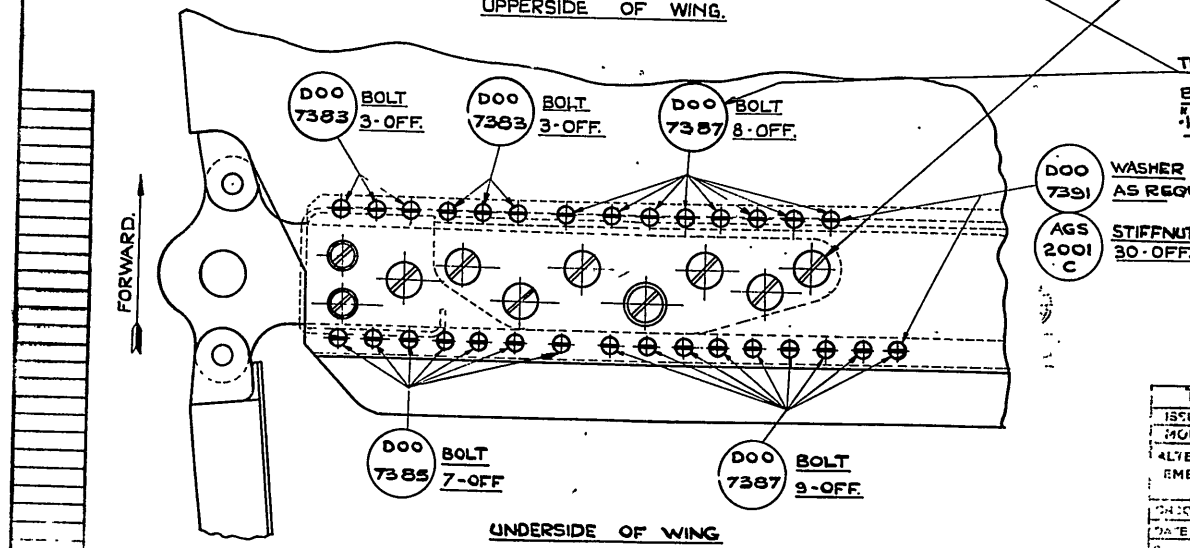 UPPERSIDE OF WING.
DOO
7383
BOLT
3-OFF.
DOO
7383
BOLT
3-OFF.
DOO
7387
BOLT
8-OFF.
DOO
7391
WASHER
AS REQU
AGS
2001
C
STIFFNUT
30-OFF.
FORWARD.
DOO
7385
BOLT
7-OFF
DOO
7387
BOLT
9-OFF.
UNDERSIDE OF WING